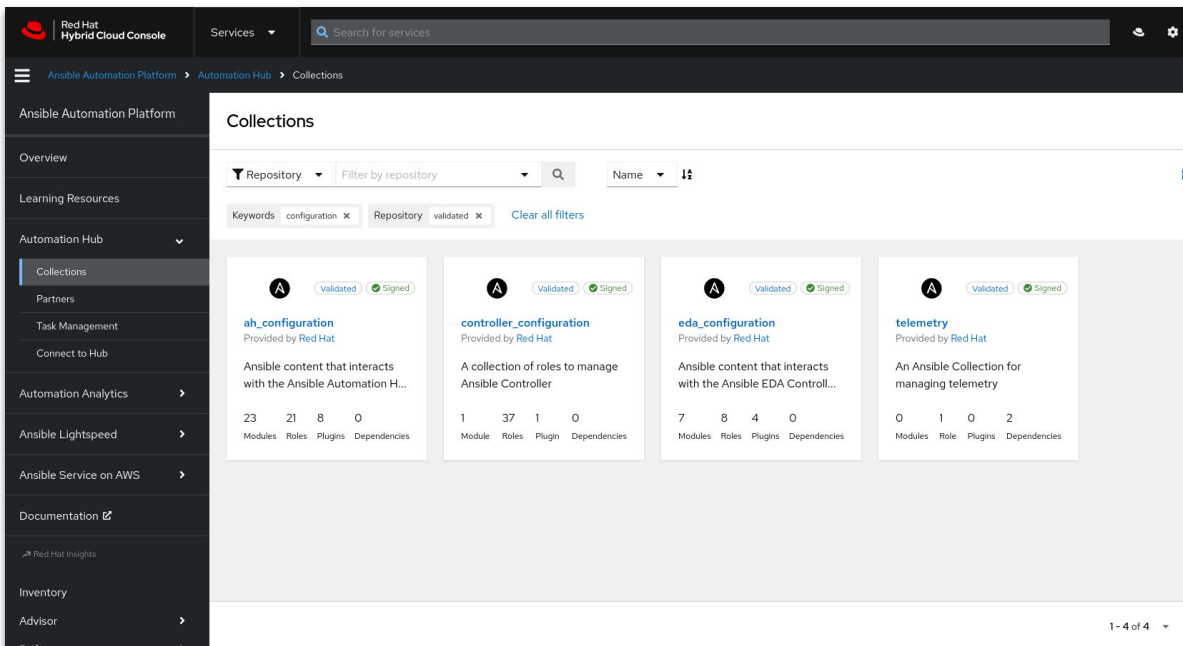 Red Hat
Hybrid Cloud Console
Services
Search for services
Ansible Automation Platform > Automation Hub > Collections
Ansible Automation Platform
Overview
Learning Resources
Automation Hub
Collections
Partners
Task Management
Connect to Hub
Automation Analytics
Ansible Lightspeed
Ansible Service on AWS
Documentation
Red Hat Insights
Inventory
Advisor
Collections
Repository
Filter by repository
Name
Keywords configuration × Repository validated × Clear all filters
Validated Signed
ah_configuration
Provided by Red Hat
Ansible content that interacts
with the Ansible Automation H...
23 21 8 0
Modules Roles Plugins Dependencies
Validated Signed
controller_configuration
Provided by Red Hat
A collection of roles to manage
Ansible Controller
1 37 1 0
Module Roles Plugin Dependencies
Validated Signed
eda_configuration
Provided by Red Hat
Ansible content that interacts
with the Ansible EDA Controll...
7 8 4 0
Modules Roles Plugins Dependencies
Validated Signed
telemetry
Provided by Red Hat
An Ansible Collection for
managing telemetry
0 1 0 2
Modules Role Plugins Dependencies
1 - 4 of 4